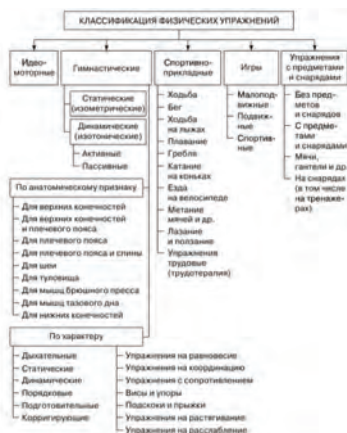 КЛАССИФИКАЦИЯ ФИЗИЧЕСКИХ УПРАЖНЕНИЙ
Идео-
моторные
Гимнастические
Статические
(изометрические)
Динамические
(изотонические)
Активные
Пассивные
Спортивно-
прикладные
Ходьба
Бег
Ходьба
на лыжах
Плавание
Гребля
Катание
на коньках
Езда
на велосипеде
Метание
мячей и др.
Лазание
и ползание
Упражнения
трудовые
(трудотерапия)
Игры
Малопод-
вижные
Подвиж-
ные
Спортив-
ные
Упражнения
с предметами
и снарядами
Без пред-
метов
и снарядов
С предме-
тами
и снарядами
Мячи,
гантели и др.
На снарядах
(в том числе
на тренаже-
рах)
По анатомическому признаку
Для верхних конечностей
Для верхних конечностей
и плечевого пояса
Для плечевого пояса
Для плечевого пояса и спины
Для шеи
Для туловища
Для мышц брюшного пресса
Для мышц тазового дна
Для нижних конечностей
По характеру
Дыхательные
Статические
Динамические
Порядковые
Подготовительные
Корригирующие
Упражнения на равновесие
Упражнения на координацию
Упражнения с сопротивлением
Висы и упоры
Подскоки и прыжки
Упражнения на растягивание
Упражнения на расслабление